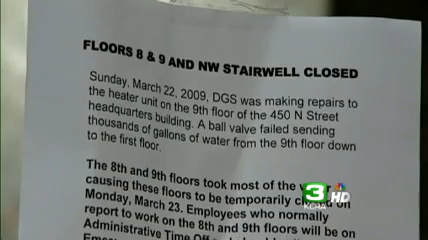 FLOORS 8 & 9 AND NW STAIRWELL CLOSED
Sunday, March 22, 2009, DGS was making repairs to
the heater unit on the 9th floor of the 450 N Street
headquarters building. A ball valve failed sending
thousands of gallons of water from the 9th floor down
to the first floor.
The 8th and 9th floors took most of the
causing these floors to be temporarily closed on
Monday, March 23. Employees who normally
report to work on the 8th and 9th floors will be on
Administrative Time Off
3 HD
KCRA